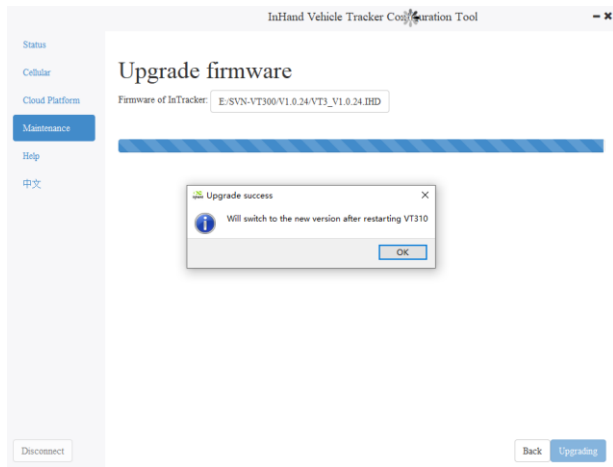 InHand Vehicle Tracker Configuration Tool
Status
Cellular
Cloud Platform
Maintenance
Help
中文
Upgrade firmware
Firmware of InTracker: E:/SVN-VT300/V1.0.24/VT3_V1.0.24.IHD
Upgrade success
Will switch to the new version after restarting VT310
OK
Disconnect
Back Upgrading